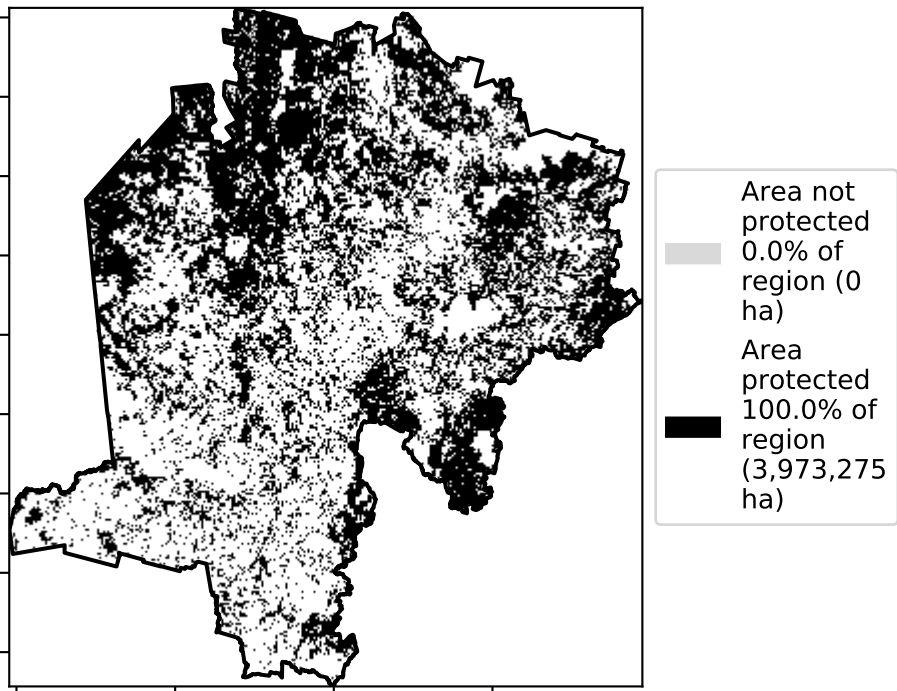 Area not
protected
0.0% of
region (0
ha)
Area
protected
100.0% of
region
(3,973,275
ha)